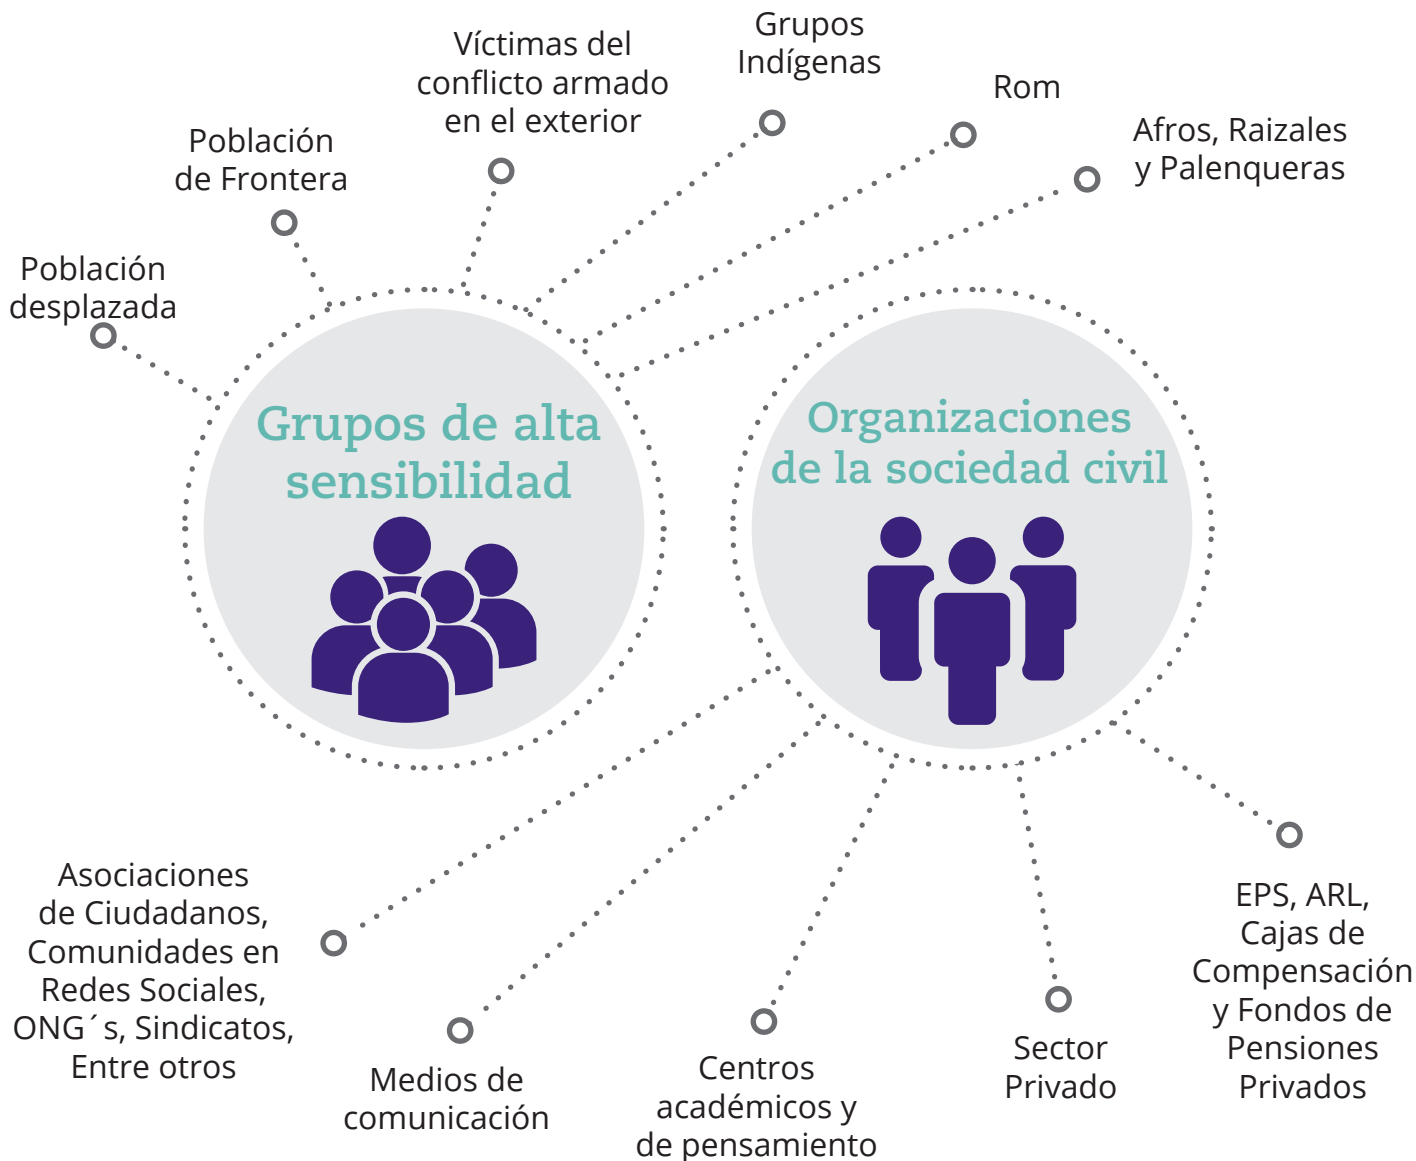 Víctimas del
conflicto armado
en el exterior
Grupos
Indígenas
Rom
Afros, Raizales
y Palenqueras
Población
de Frontera
Población
desplazada
Grupos de alta
sensibilidad
Organizaciones
de la sociedad civil
Asociaciones
de Ciudadanos,
Comunidades en
Redes Sociales,
ONG´s, Sindicatos,
Entre otros
Medios de
comunicación
Centros
académicos y
de pensamiento
Sector
Privado
EPS, ARL,
Cajas de
Compensación
y Fondos de
Pensiones
Privados